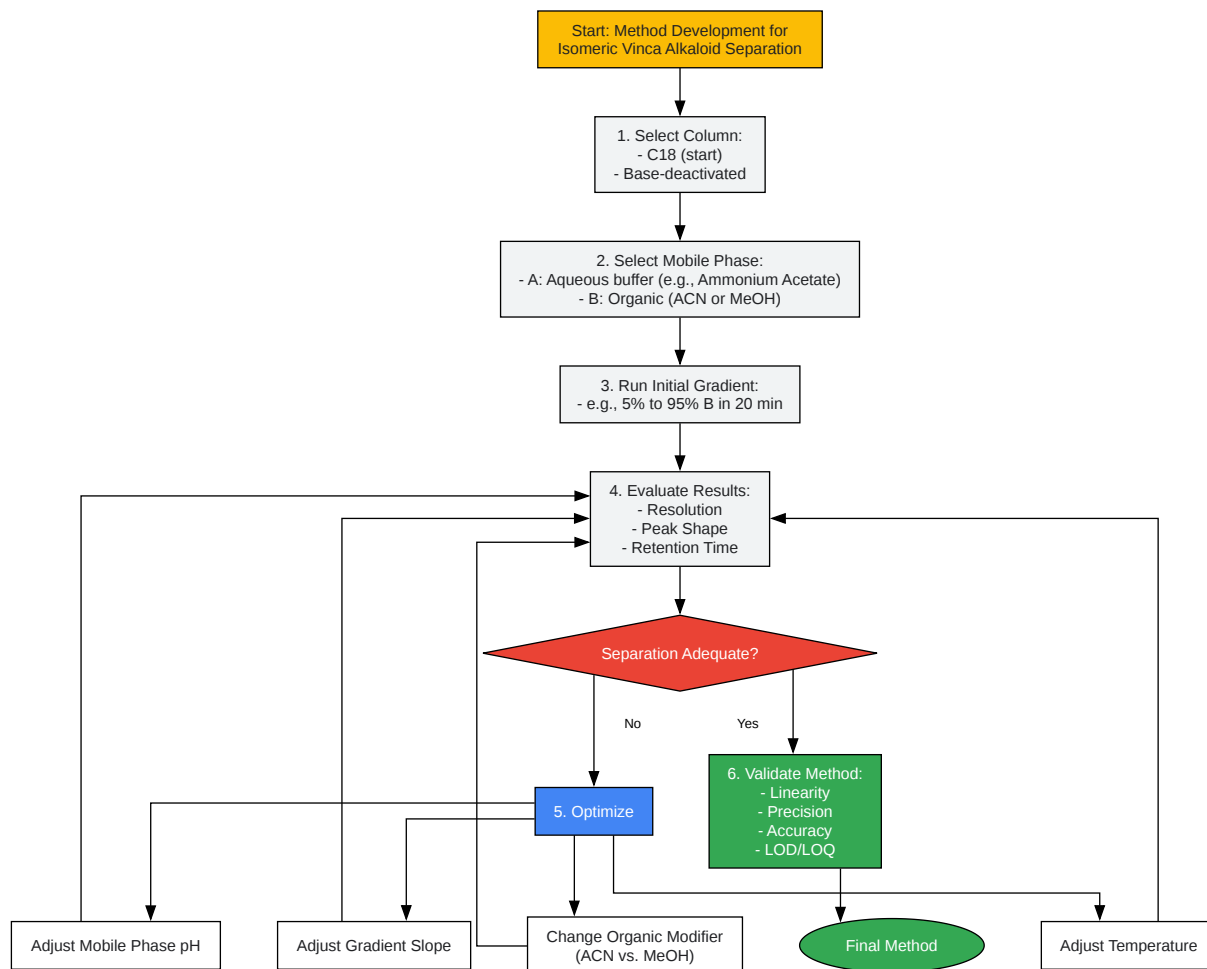 Start: Method Development for
Isomeric Vinca Alkaloid Separation
1. Select Column:
- C18 (start)
- Base-deactivated
2. Select Mobile Phase:
- A: Aqueous buffer (e.g., Ammonium Acetate)
- B: Organic (ACN or MeOH)
3. Run Initial Gradient:
- e.g., 5% to 95% B in 20 min
4. Evaluate Results:
- Resolution
- Peak Shape
- Retention Time
Separation Adequate?
No
Yes
5. Optimize
6. Validate Method:
- Linearity
- Precision
- Accuracy
- LOD/LOQ
Adjust Mobile Phase pH
Adjust Gradient Slope
Change Organic Modifier
(ACN vs. MeOH)
Final Method
Adjust Temperature